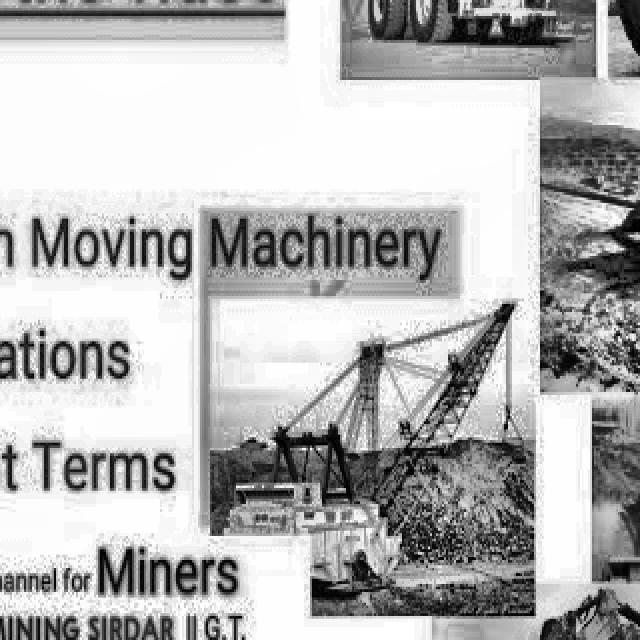 n Moving Machinery
ations
t Terms
annel for Miners
MINING SIRDAR || G.T.